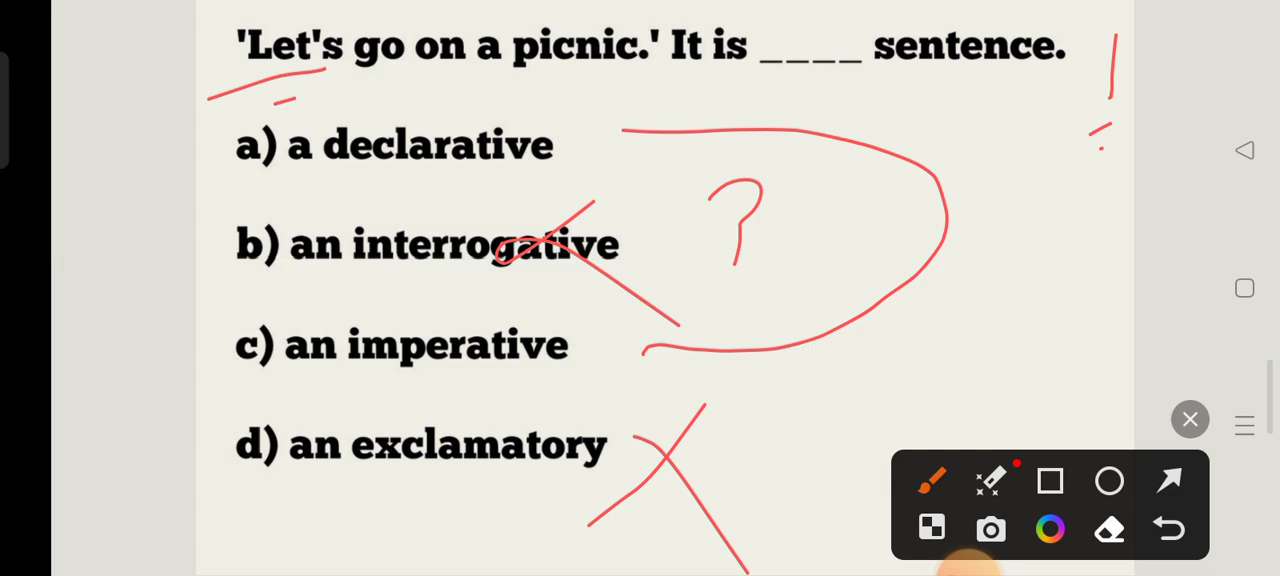 'Let's go on a picnic.' It is ____ sentence.
!
a) a declarative
?
b) an interrogative
c) an imperative
d) an exclamatory